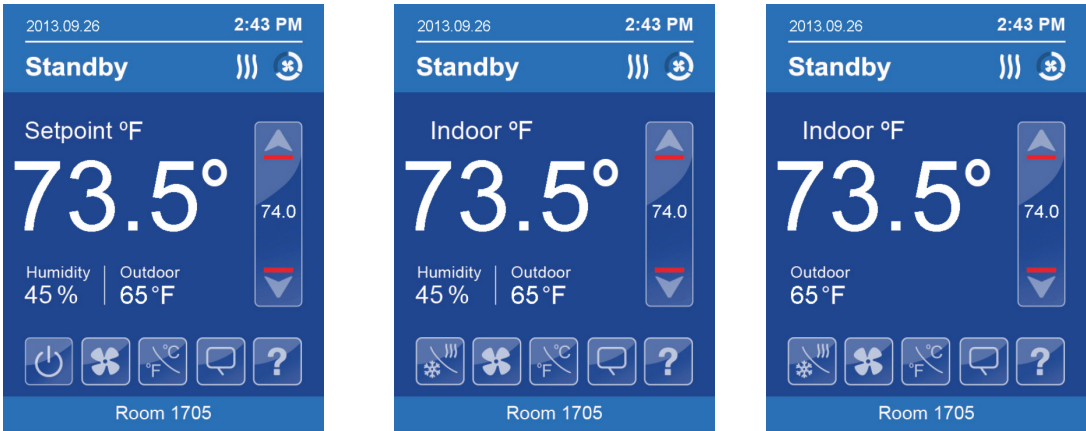 2013.09.26 2:43 PM
Standby
Setpoint ºF
73.5°
74.0
Humidity Outdoor
45 % 65°F
°C
°F
?
Room 1705
2013.09.26 2:43 PM
Standby
Indoor ºF
73.5°
74.0
Humidity Outdoor
45 % 65°F
°C
°F
?
Room 1705
2013.09.26 2:43 PM
Standby
Indoor ºF
73.5°
74.0
Outdoor
65°F
°C
°F
?
Room 1705